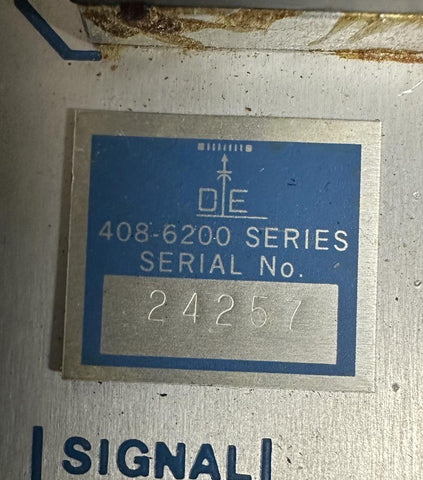 DE
408-6200 SERIES
SERIAL No.
24257
SIGNAL